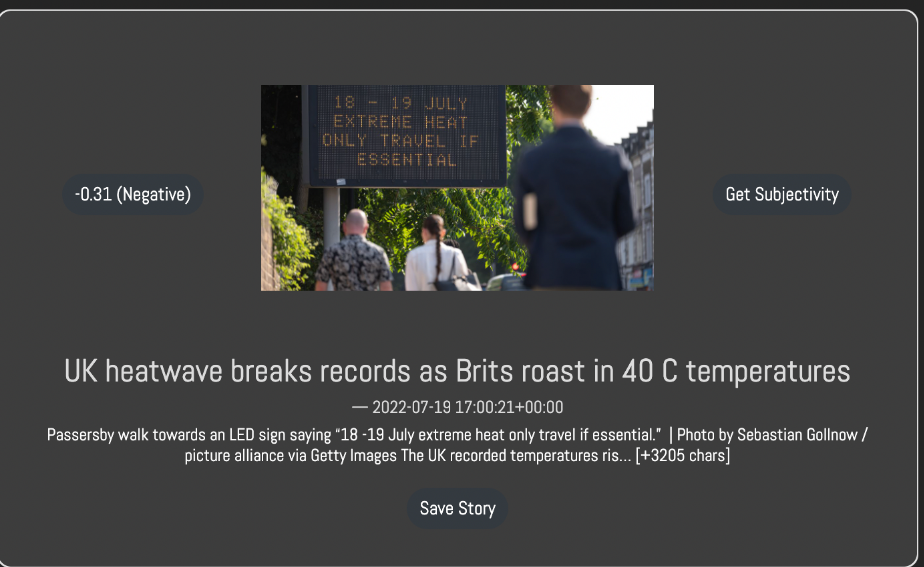 18 - 19 JULY
EXTREME HEAT
ONLY TRAVEL IF
ESSENTIAL
-0.31 (Negative)
Get Subjectivity
UK heatwave breaks records as Brits roast in 40 C temperatures
— 2022-07-19 17:00:21+00:00
Passersby walk towards an LED sign saying “18 -19 July extreme heat only travel if essential.” | Photo by Sebastian Gollnow /
picture alliance via Getty Images The UK recorded temperatures ris… [+3205 chars]
Save Story